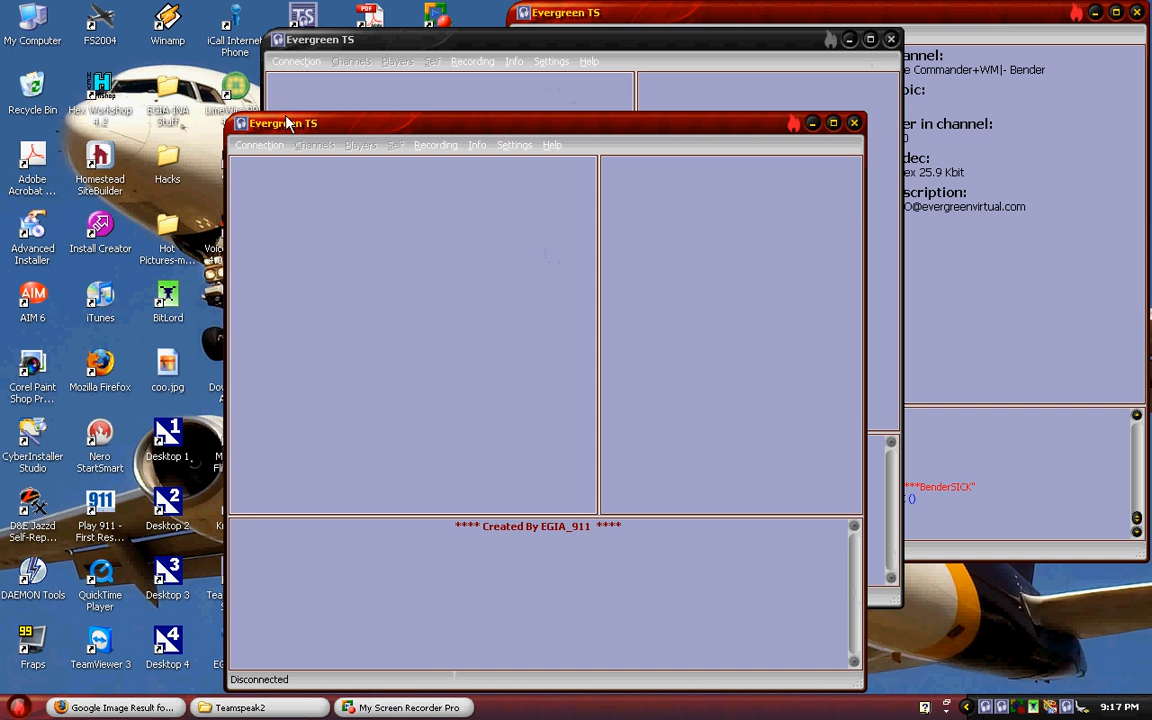 My Computer
FS2004
Winamp
iCall Internet
Phone
Recycle Bin
Hex Workshop
4.2
EGIA-INA
Stuff
Adobe
Acrobat ...
Homestead
SiteBuilder
Hacks
Advanced
Installer
Install Creator
Hot
Pictures-m...
AIM 6
iTunes
BitLord
Corel Paint
Shop Pr...
Mozilla Firefox
coo.jpg
CyberInstaller
Studio
Nero
StartSmart
Desktop 1
D&E Jazzd
Self-Rep...
Play 911 -
First Res...
Desktop 2
DAEMON Tools
QuickTime
Player
Desktop 3
Fraps
TeamViewer 3
Desktop 4
Evergreen TS
annel:
e Commander+WM|- Bender
pic:
er in channel:
0
dec:
ex 25.9 Kbit
scription:
O@evergreenvirtual.com
***BenderSICK"
()
Evergreen TS
Connection Channels Players Self Recording Info Settings Help
Evergreen TS
Connection Channels Players Self Recording Info Settings Help
**** Created By EGIA_911 ****
Disconnected
Google Image Result fo...
Teamspeak2
My Screen Recorder Pro
9:17 PM